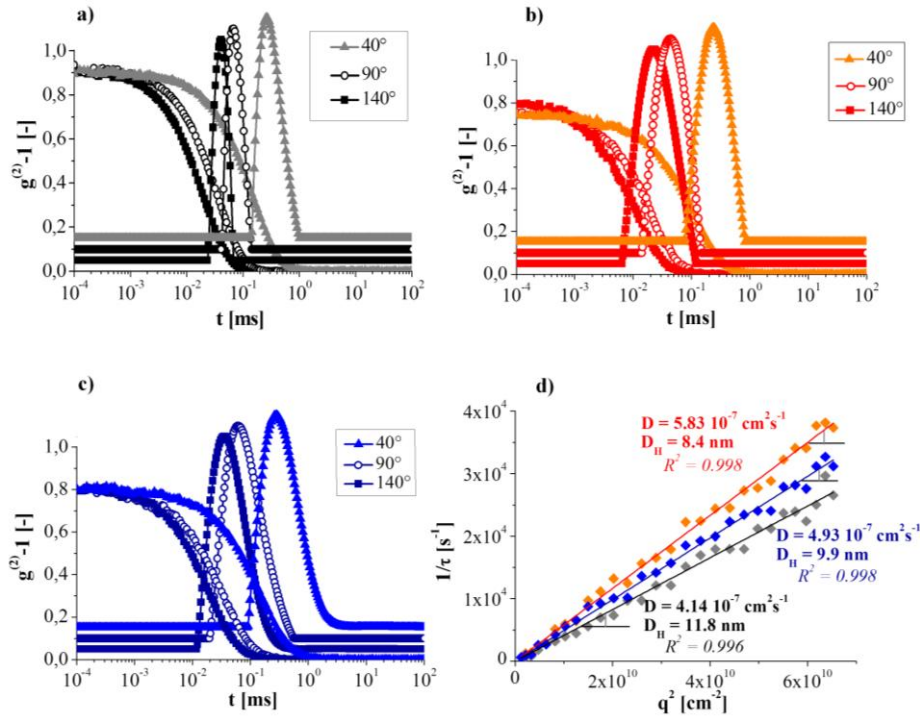 a)
g(2)-1 [-]
1,0
0,8
0,6
0,4
0,2
0,0
40°
90°
140°
10⁻⁴ 10⁻³ 10⁻² 10⁻¹ 10⁰ 10¹ 10²
t [ms]
b)
g(2)-1 [-]
1,0
0,8
0,6
0,4
0,2
0,0
40°
90°
140°
10⁻⁴ 10⁻³ 10⁻² 10⁻¹ 10⁰ 10¹ 10²
t [ms]
c)
g(2)-1 [-]
1,0
0,8
0,6
0,4
0,2
0,0
40°
90°
140°
10⁻⁴ 10⁻³ 10⁻² 10⁻¹ 10⁰ 10¹ 10²
t [ms]
d)
1/τ [s⁻¹]
4x10⁴
3x10⁴
2x10⁴
1x10⁴
0
D = 5.83 10⁻⁷ cm²s⁻¹
D_H = 8.4 nm
R² = 0.998
D = 4.93 10⁻⁷ cm²s⁻¹
D_H = 9.9 nm
R² = 0.998
D = 4.14 10⁻⁷ cm²s⁻¹
D_H = 11.8 nm
R² = 0.996
0 2x10¹⁰ 4x10¹⁰ 6x10¹⁰
q² [cm⁻²]